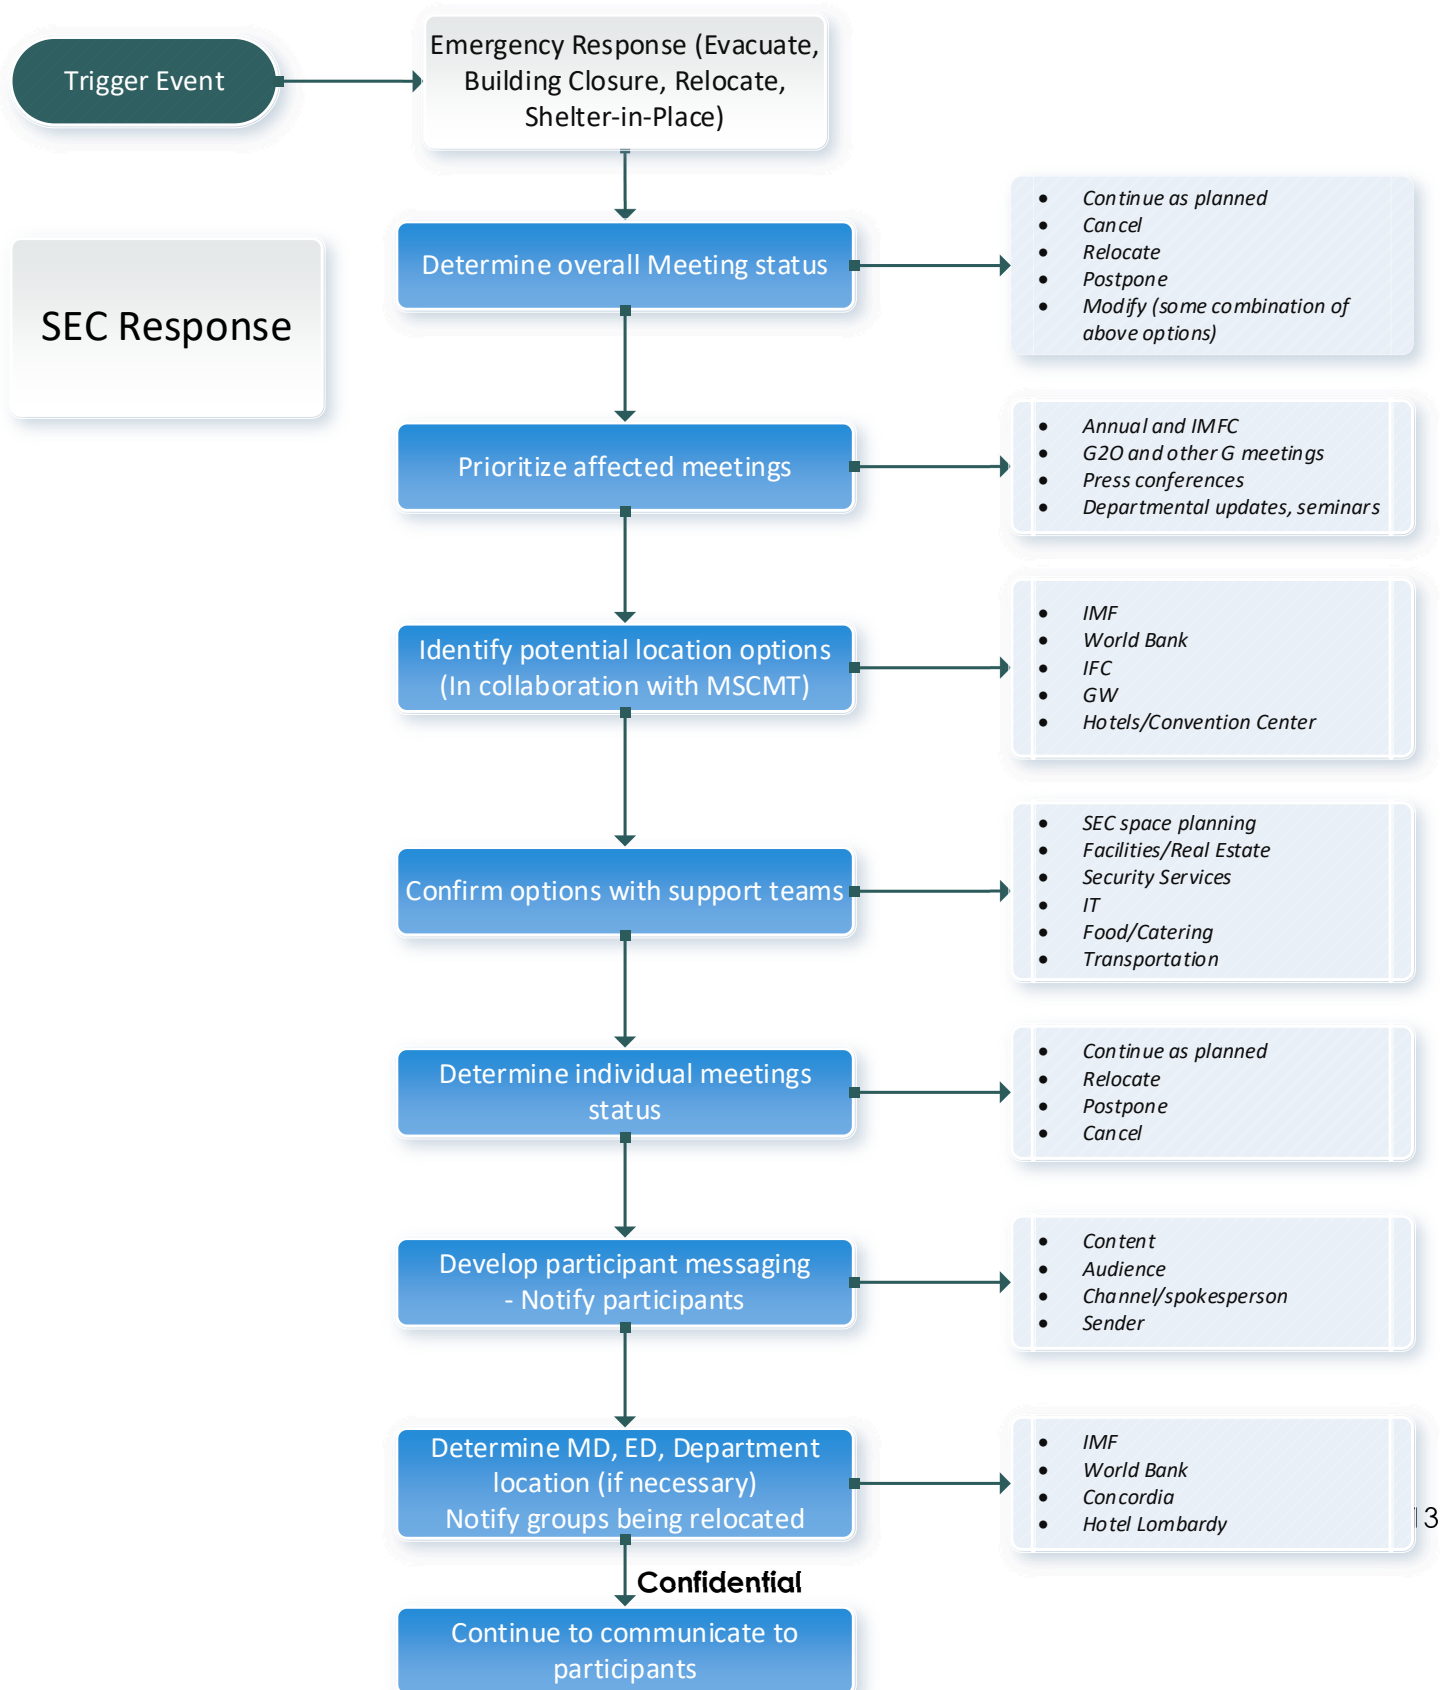 Trigger Event
Emergency Response (Evacuate,
Building Closure, Relocate,
Shelter-in-Place)
SEC Response
Determine overall Meeting status
• Continue as planned
• Cancel
• Relocate
• Postpone
• Modify (some combination of
above options)
Prioritize affected meetings
• Annual and IMFC
• G2O and other G meetings
• Press conferences
• Departmental updates, seminars
Identify potential location options
(In collaboration with MSCMT)
• IMF
• World Bank
• IFC
• GW
• Hotels/Convention Center
Confirm options with support teams
• SEC space planning
• Facilities/Real Estate
• Security Services
• IT
• Food/Catering
• Transportation
Determine individual meetings
status
• Continue as planned
• Relocate
• Postpone
• Cancel
Develop participant messaging
- Notify participants
• Content
• Audience
• Channel/spokesperson
• Sender
Determine MD, ED, Department
location (if necessary)
Notify groups being relocated
• IMF
• World Bank
• Concordia
• Hotel Lombardy
13
Confidential
Continue to communicate to
participants